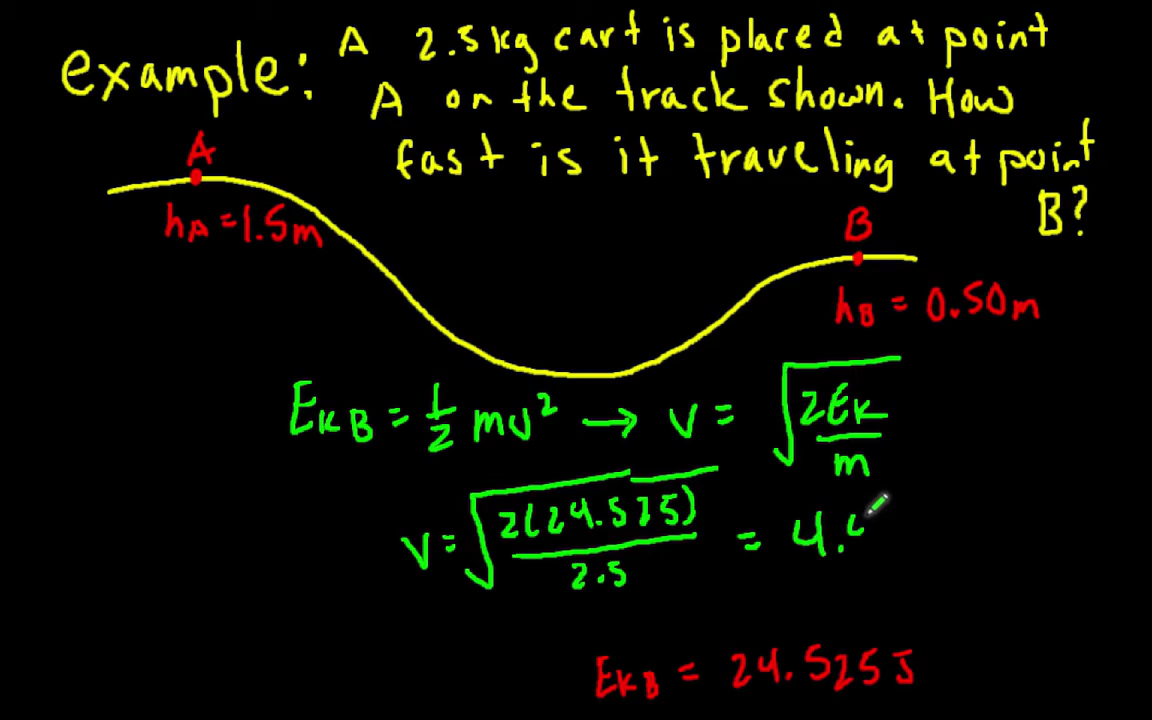 example: A 2.5kg cart is placed at point
A on the track shown. How
fast is it traveling at point
B?
A
hA = 1.5m
B
hB = 0.50m
EKB = 1/2 mv² → v = √(2EK/m)
v = √(2(24.525)/2.5) = 4.
EKB = 24.525J